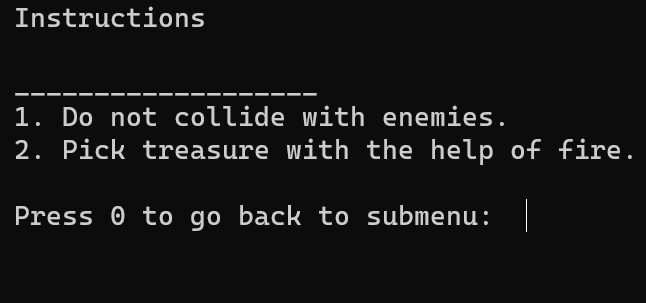 Instructions
___________________
1. Do not collide with enemies.
2. Pick treasure with the help of fire.
Press 0 to go back to submenu: